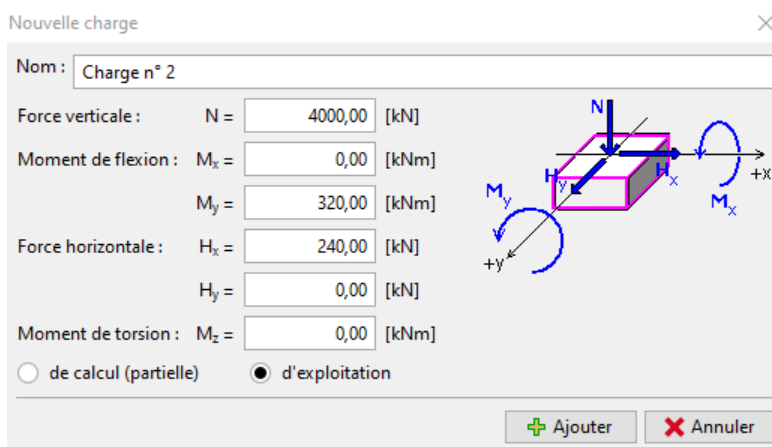 Nouvelle charge
Nom : Charge n° 2
Force verticale : N = 4000,00 [kN]
Moment de flexion : Mx = 0,00 [kNm]
My = 320,00 [kNm]
Force horizontale : Hx = 240,00 [kN]
Hy = 0,00 [kN]
Moment de torsion : Mz = 0,00 [kNm]
de calcul (partielle) d'exploitation
N
Hy Hx +x
My Mx
+y
Ajouter Annuler